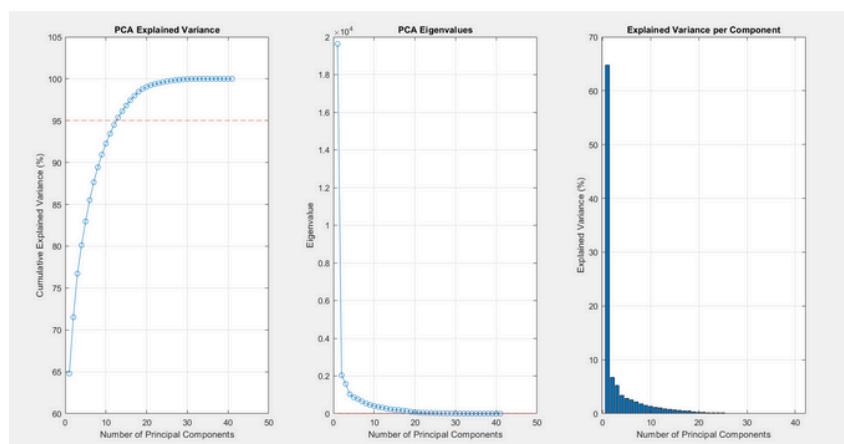 PCA Explained Variance
105
100
95
90
85
80
75
70
65
60
Cumulative Explained Variance (%)
0 10 20 30 40 50
Number of Principal Components
PCA Eigenvalues
×10⁴
2
1.8
1.6
1.4
1.2
1
0.8
0.6
0.4
0.2
0
Eigenvalue
0 10 20 30 40 50
Number of Principal Components
Explained Variance per Component
70
60
50
40
30
20
10
0
Explained Variance (%)
0 10 20 30 40
Number of Principal Components